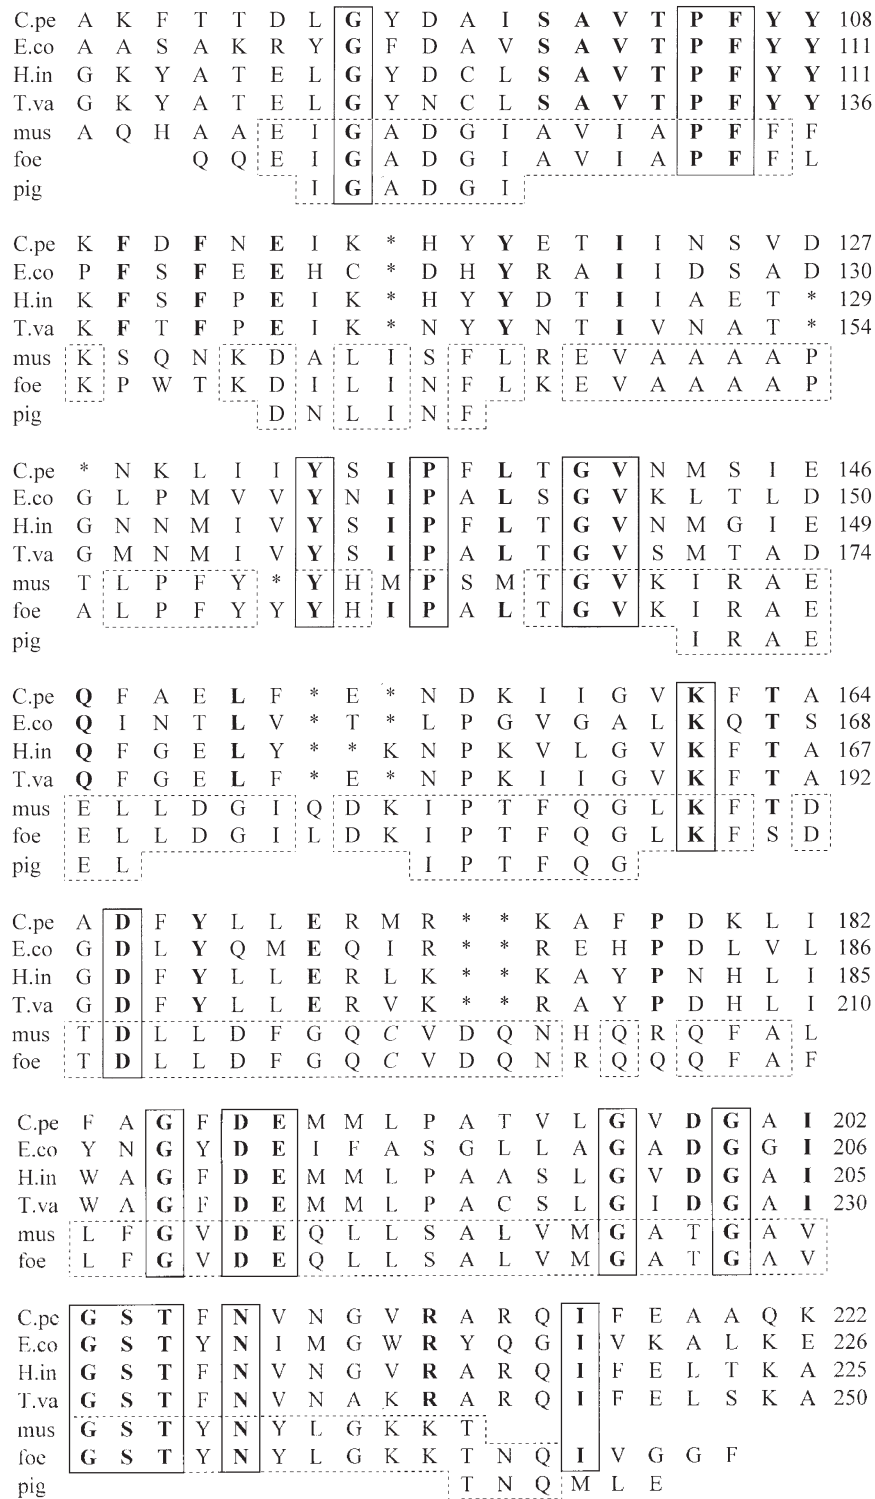 C.pe A K F T T D L G Y D A I S A V T P F Y Y 108
E.co A A S A K R Y G F D A V S A V T P F Y Y 111
H.in G K Y A T E L G Y D C L S A V T P F Y Y 111
T.va G K Y A T E L G Y N C L S A V T P F Y Y 136
mus A Q H A A E I G A D G I A V I A P F F F
foe Q Q E I G A D G I A V I A P F F L
pig I G A D G I
C.pe K F D F N E I K * H Y Y E T I I N S V D 127
E.co P F S F E E H C * D H Y R A I I D S A D 130
H.in K F S F P E I K * H Y Y D T I I A E T * 129
T.va K F T F P E I K * N Y Y N T I V N A T * 154
mus K S Q N K D A L I S F L R E V A A A A P
foe K P W T K D I L I N F L K E V A A A A P
pig D N L I N F
C.pe * N K L I I Y S I P F L T G V N M S I E 146
E.co G L P M V V Y N I P A L S G V K L T L D 150
H.in G N N M I V Y S I P F L T G V N M G I E 149
T.va G M N M I V Y S I P A L T G V S M T A D 174
mus T L P F Y * Y H M P S M T G V K I R A E
foe A L P F Y Y Y H I P A L T G V K I R A E
pig I R A E
C.pe Q F A E L F * E * N D K I I G V K F T A 164
E.co Q I N T L V * T * L P G V G A L K Q T S 168
H.in Q F G E L Y * * K N P K V L G V K F T A 167
T.va Q F G E L F * E * N P K I I G V K F T A 192
mus E L L D G I Q D K I P T F Q G L K F T D
foe E L L D G I L D K I P T F Q G L K F S D
pig E L I P T F Q G
C.pe A D F Y L L E R M R * * K A F P D K L I 182
E.co G D L Y Q M E Q I R * * R E H P D L V L 186
H.in G D F Y L L E R L K * * K A Y P N H L I 185
T.va G D F Y L L E R V K * * R A Y P D H L I 210
mus T D L L D F G Q C V D Q N H Q R Q F A L
foe T D L L D F G Q C V D Q N R Q Q Q F A F
C.pe F A G F D E M M L P A T V L G V D G A I 202
E.co Y N G Y D E I F A S G L L A G A D G G I 206
H.in W A G F D E M M L P A A S L G V D G A I 205
T.va W A G F D E M M L P A C S L G I D G A I 230
mus L F G V D E Q L L S A L V M G A T G A V
foe L F G V D E Q L L S A L V M G A T G A V
C.pe G S T F N V N G V R A R Q I F E A A Q K 222
E.co G S T Y N I M G W R Y Q G I V K A L K E 226
H.in G S T F N V N G V R A R Q I F E L T K A 225
T.va G S T F N V N A K R A R Q I F E L S K A 250
mus G S T Y N Y L G K K T
foe G S T Y N Y L G K K T N Q I V G G F
pig T N Q M L E